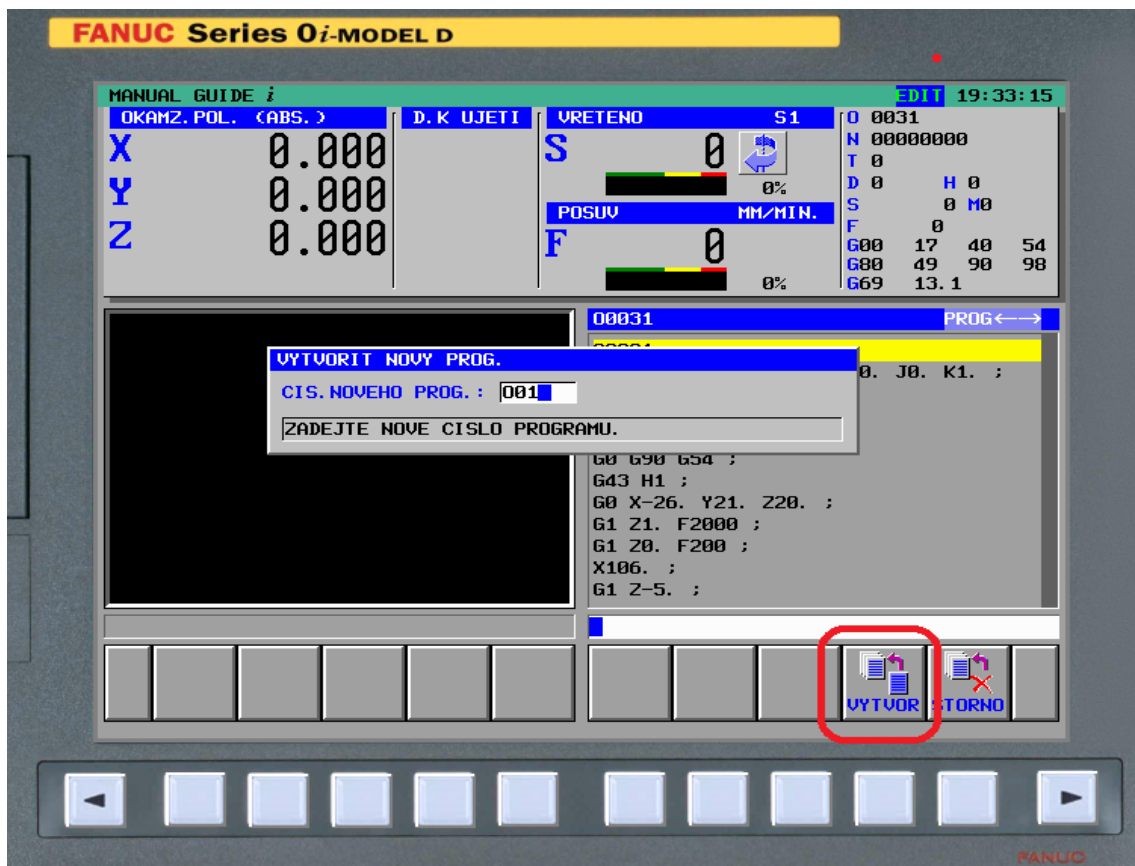 FANUC Series 0i-MODEL D
MANUAL GUIDE i EDIT 19:33:15
OKAMZ.POL. (ABS.) D.K UJETI VRETENO S1
X 0.000
Y 0.000
Z 0.000
S 0
0%
POSUV MM/MIN.
F 0
0%
O 0031
N 00000000
T 0
D 0 H 0
S 0 M0
F 0
G00 17 40 54
G80 49 90 98
G69 13.1
O0031 PROG←→
0. J0. K1. ;
VYTVORIT NOVY PROG.
CIS.NOVEHO PROG.: O01
ZADEJTE NOVE CISLO PROGRAMU.
G0 G90 G54 ;
G43 H1 ;
G0 X-26. Y21. Z20. ;
G1 Z1. F2000 ;
G1 Z0. F200 ;
X106. ;
G1 Z-5. ;
VYTVOR STORNO
FANUC